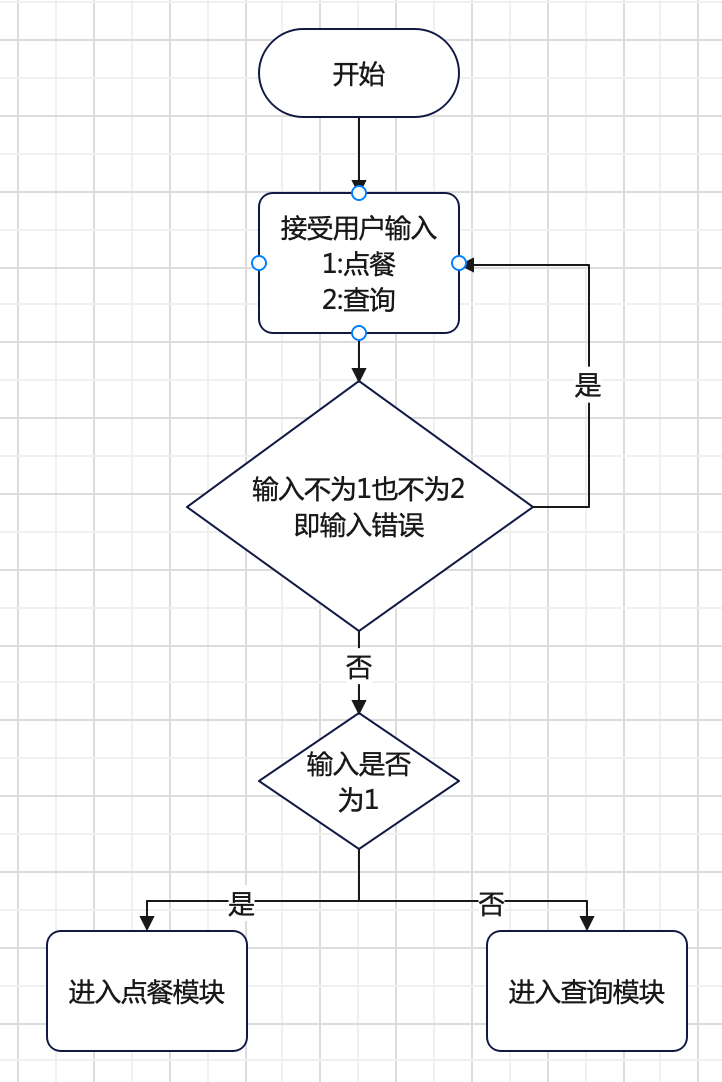 开始
接受用户输入
1:点餐
2:查询
是
输入不为1也不为2
即输入错误
否
输入是否
为1
是
否
进入点餐模块
进入查询模块